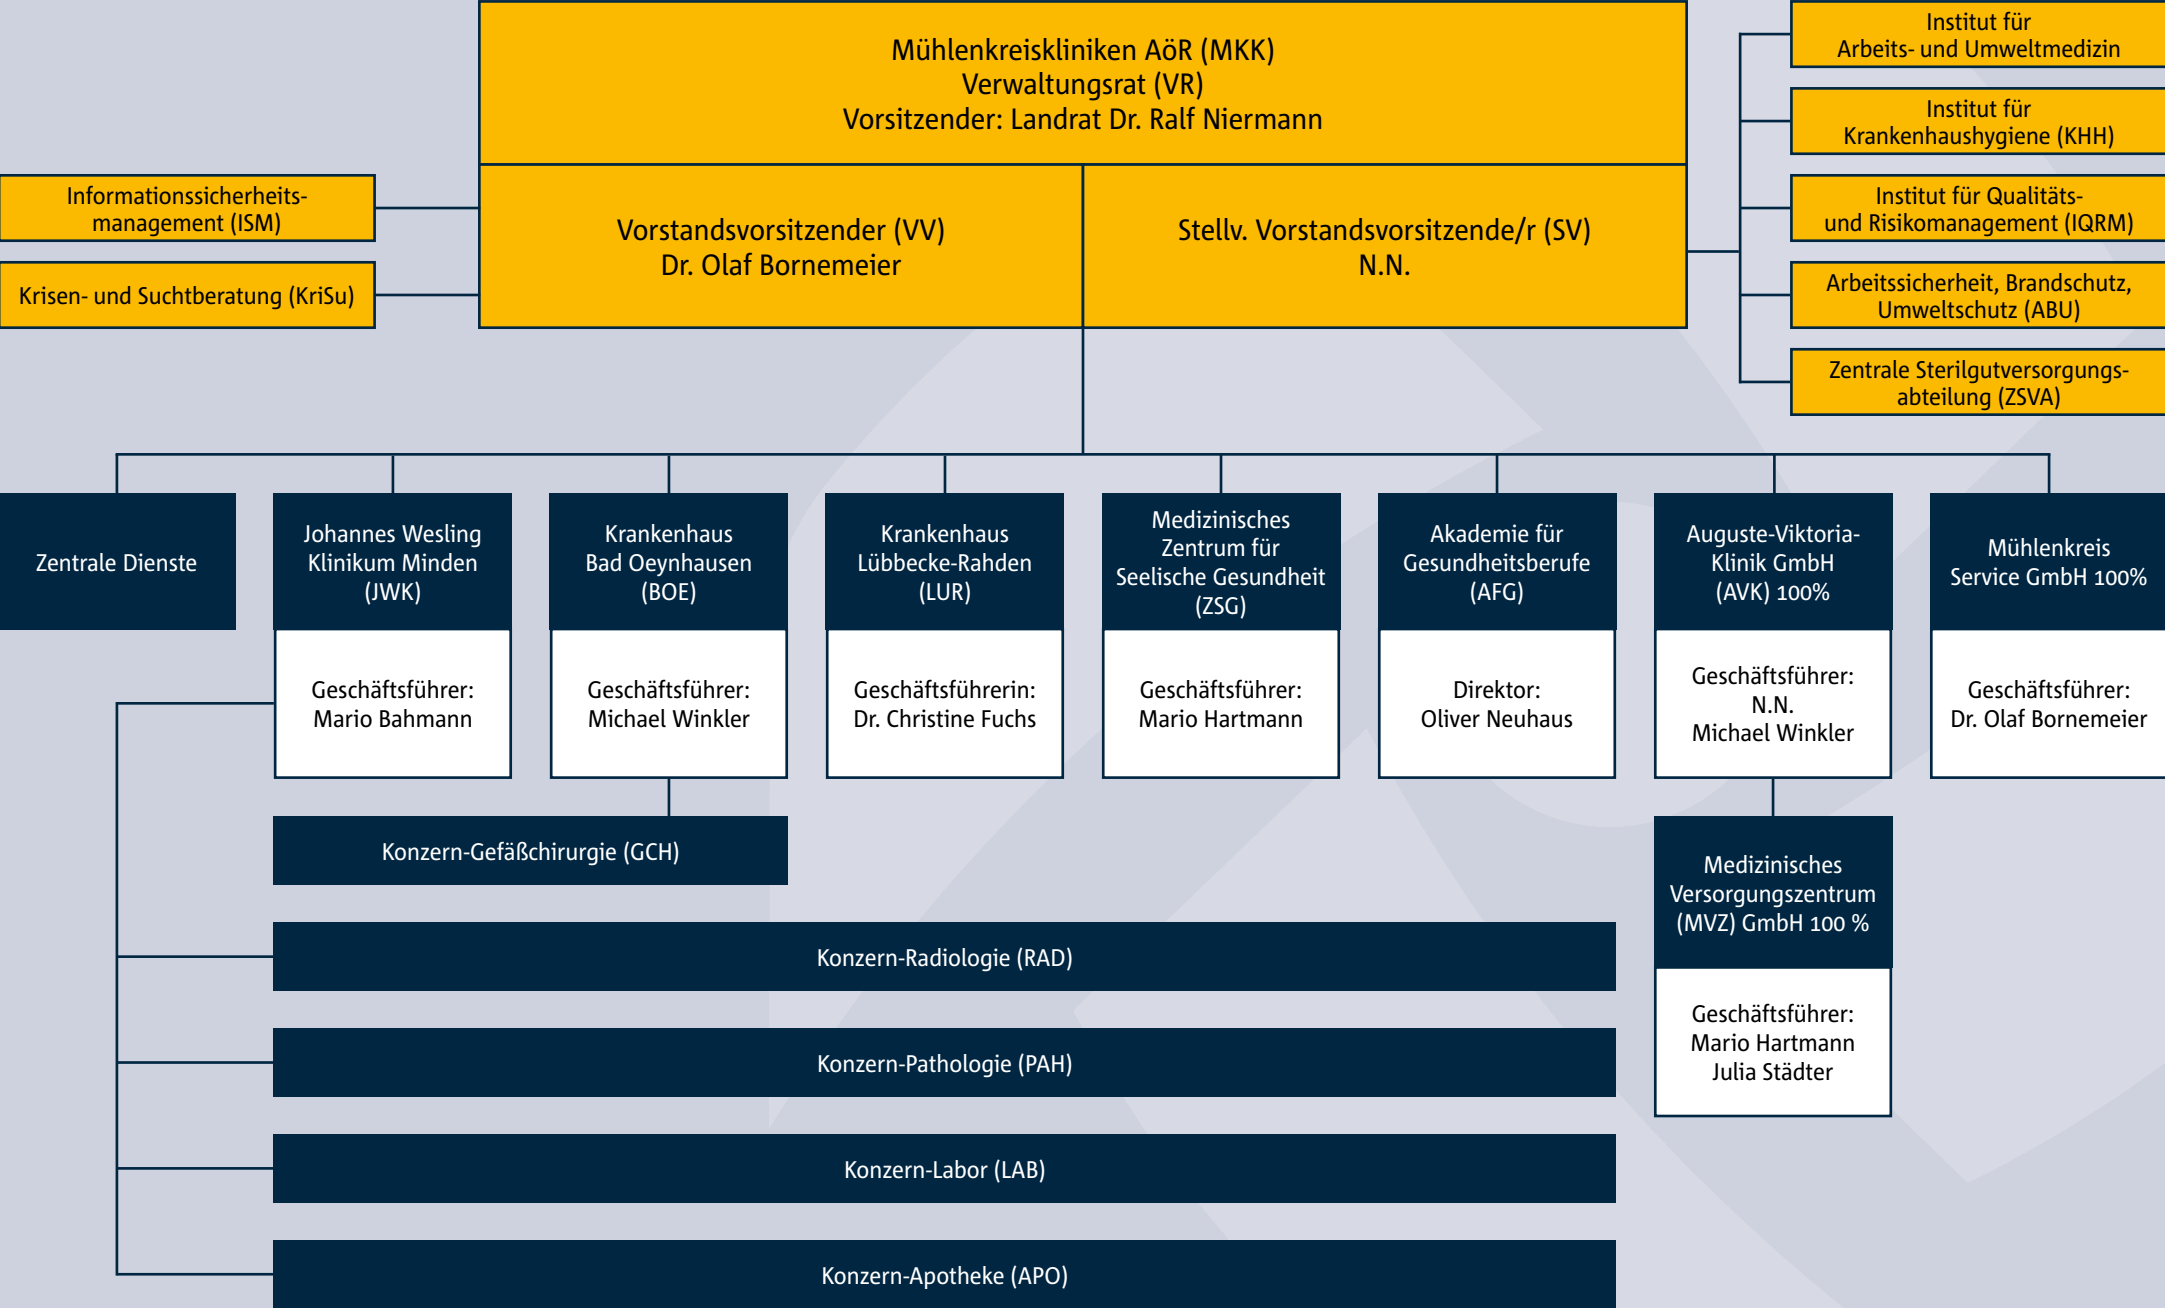 Mühlenkreiskliniken AöR (MKK)
Verwaltungsrat (VR)
Vorsitzender: Landrat Dr. Ralf Niermann
Vorstandsvorsitzender (VV)
Dr. Olaf Bornemeier
Stellv. Vorstandsvorsitzende/r (SV)
N.N.
Informationssicherheits-
management (ISM)
Krisen- und Suchtberatung (KriSu)
Institut für
Arbeits- und Umweltmedizin
Institut für
Krankenhaushygiene (KHH)
Institut für Qualitäts-
und Risikomanagement (IQRM)
Arbeitssicherheit, Brandschutz,
Umweltschutz (ABU)
Zentrale Sterilgutversorgungs-
abteilung (ZSVA)
Zentrale Dienste
Johannes Wesling
Klinikum Minden
(JWK)
Geschäftsführer:
Mario Bahmann
Krankenhaus
Bad Oeynhausen
(BOE)
Geschäftsführer:
Michael Winkler
Krankenhaus
Lübbecke-Rahden
(LUR)
Geschäftsführerin:
Dr. Christine Fuchs
Medizinisches
Zentrum für
Seelische Gesundheit
(ZSG)
Geschäftsführer:
Mario Hartmann
Akademie für
Gesundheitsberufe
(AFG)
Direktor:
Oliver Neuhaus
Auguste-Viktoria-
Klinik GmbH
(AVK) 100%
Geschäftsführer:
N.N.
Michael Winkler
Mühlenkreis
Service GmbH 100%
Geschäftsführer:
Dr. Olaf Bornemeier
Konzern-Gefäßchirurgie (GCH)
Konzern-Radiologie (RAD)
Konzern-Pathologie (PAH)
Konzern-Labor (LAB)
Konzern-Apotheke (APO)
Medizinisches
Versorgungszentrum
(MVZ) GmbH 100 %
Geschäftsführer:
Mario Hartmann
Julia Städter